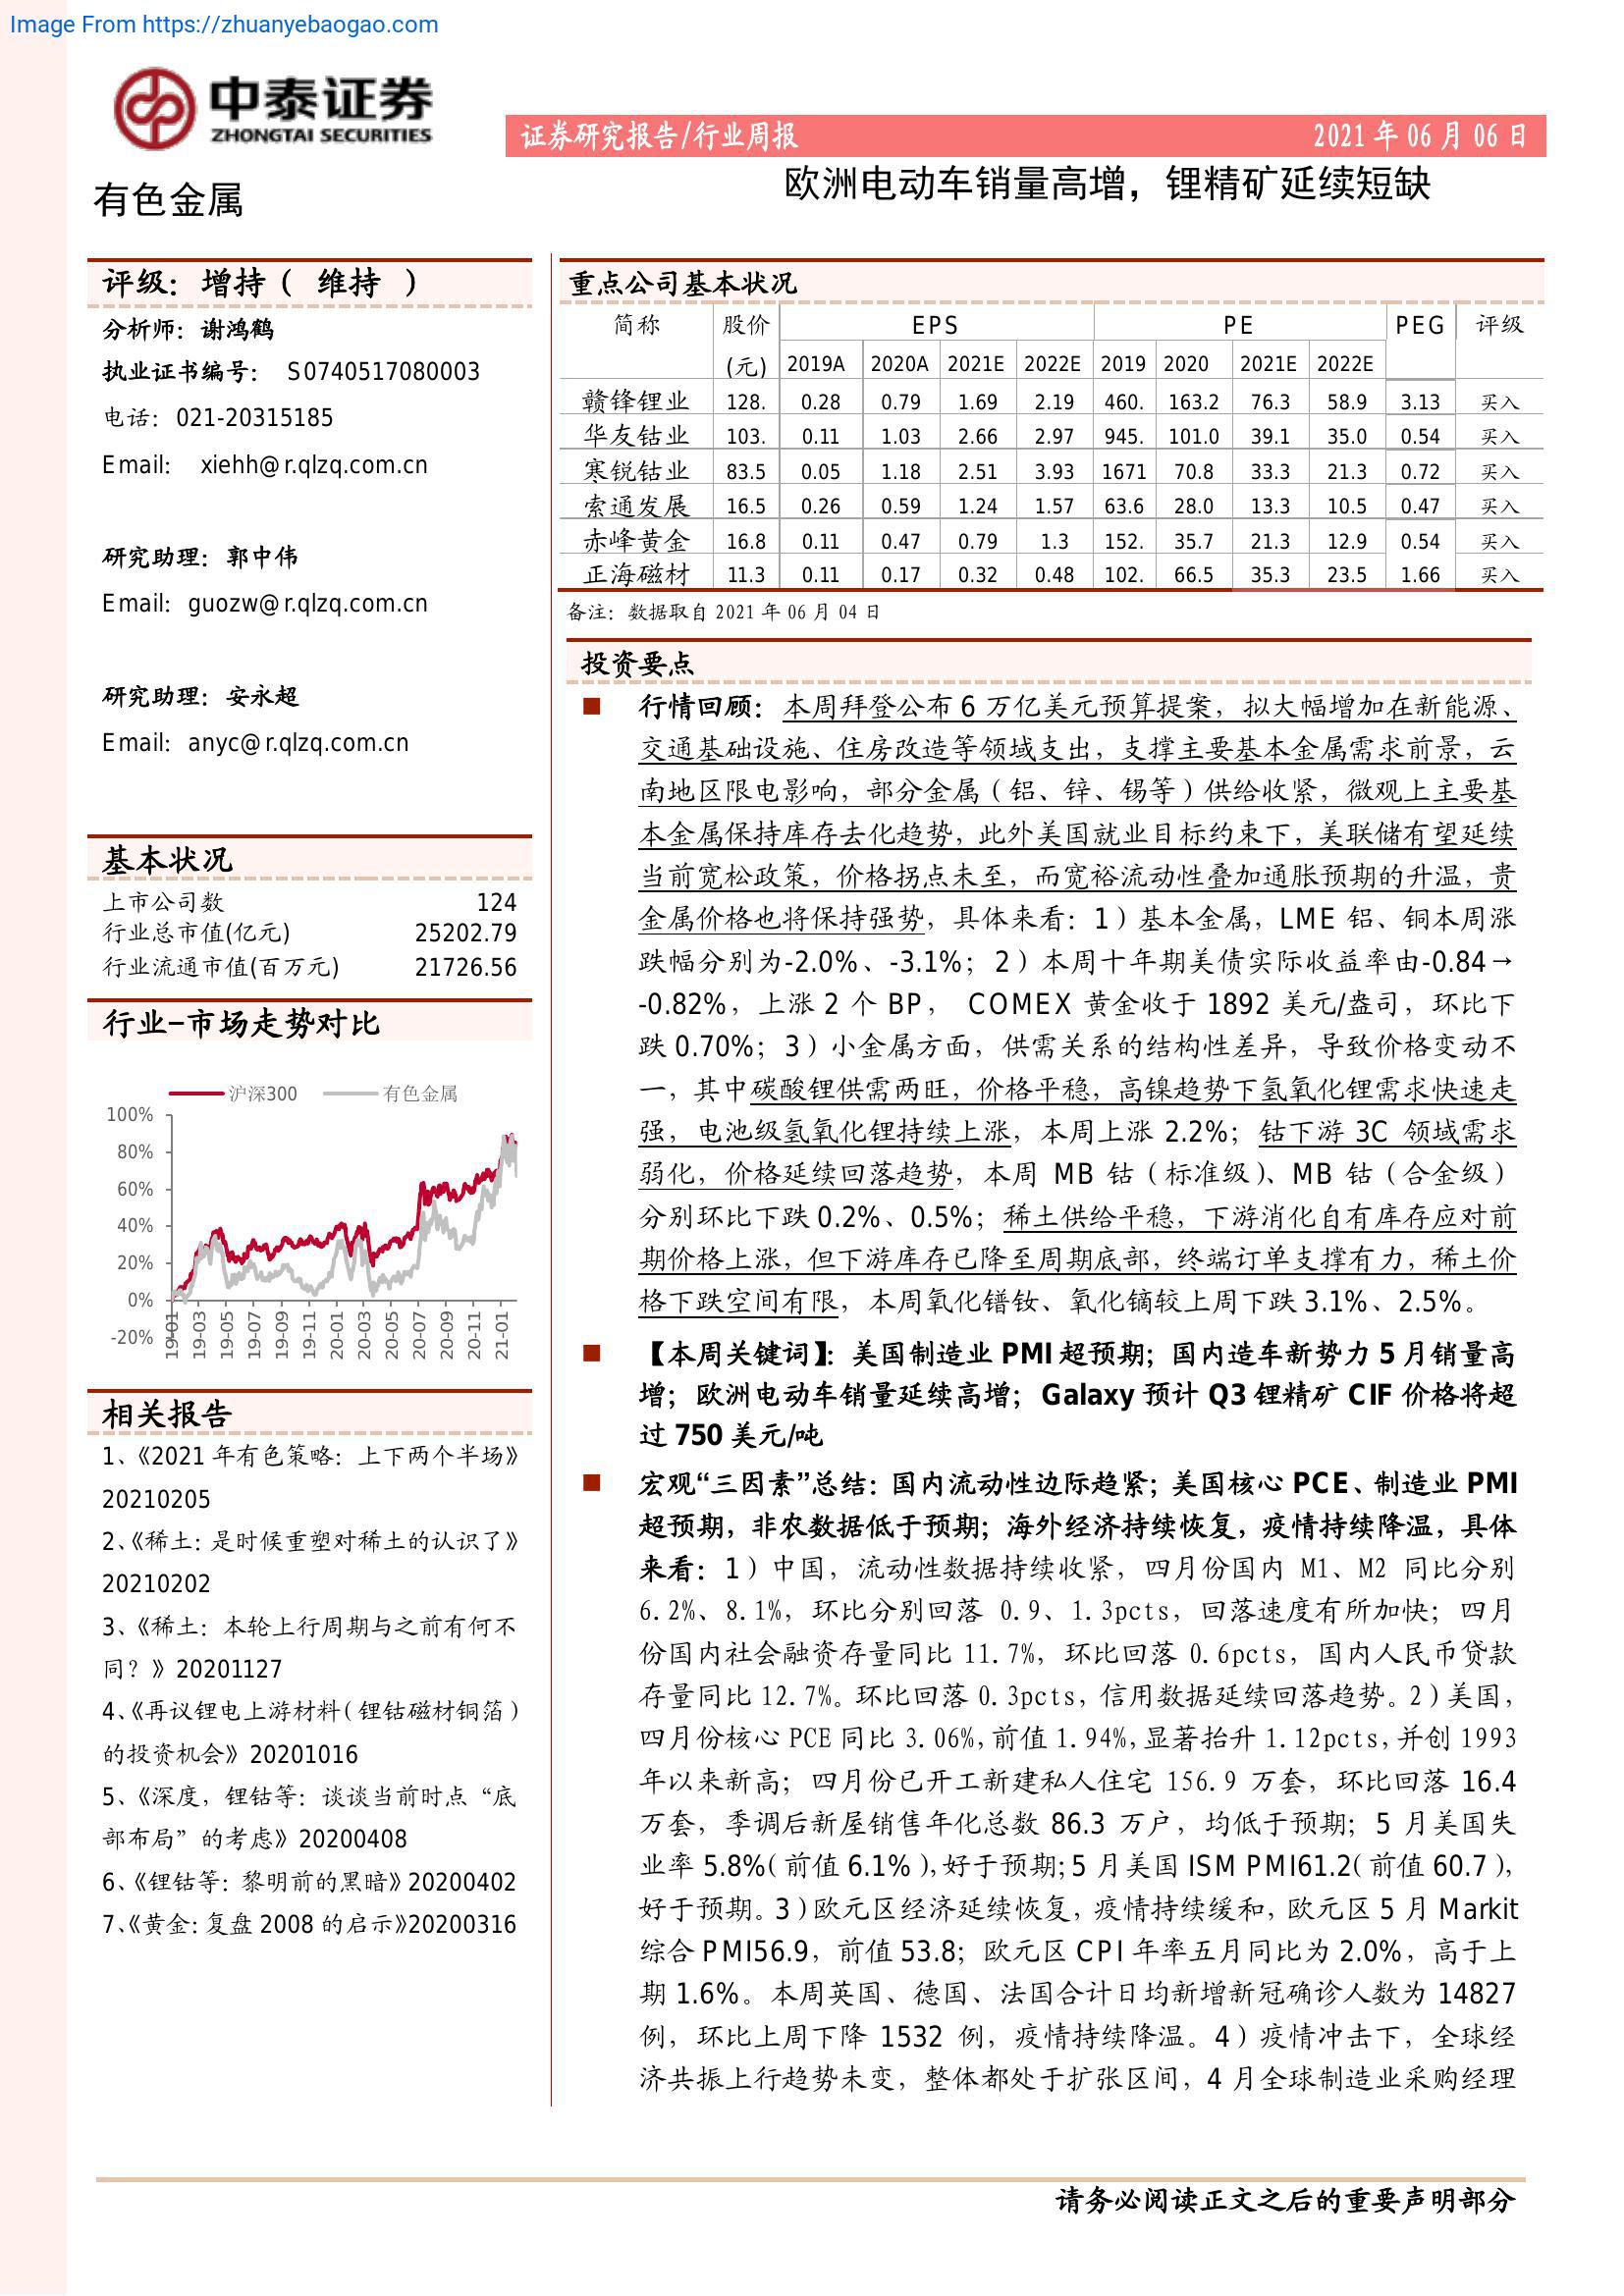 Image From https://zhuanyebaogao.com
中泰证券
ZHONGTAI SECURITIES
证券研究报告/行业周报 2021 年 06 月 06 日
有色金属
欧洲电动车销量高增，锂精矿延续短缺
评级：增持（ 维持 ）
分析师：谢鸿鹤
执业证书编号： S0740517080003
电话：021-20315185
Email: xiehh@r.qlzq.com.cn
研究助理：郭中伟
Email: guozw@r.qlzq.com.cn
研究助理：安永超
Email: anyc@r.qlzq.com.cn
基本状况
上市公司数 124
行业总市值(亿元) 25202.79
行业流通市值(百万元) 21726.56
行业-市场走势对比
沪深300 有色金属
100%
80%
60%
40%
20%
0%
-20%
19-01 19-03 19-05 19-07 19-09 19-11 20-01 20-03 20-05 20-07 20-09 20-11 21-01
相关报告
1、《2021 年有色策略：上下两个半场》
20210205
2、《稀土：是时候重塑对稀土的认识了》
20210202
3、《稀土：本轮上行周期与之前有何不
同？》20201127
4、《再议锂电上游材料（锂钴磁材铜箔）
的投资机会》20201016
5、《深度，锂钴等：谈谈当前时点“底
部布局”的考虑》20200408
6、《锂钴等：黎明前的黑暗》20200402
7、《黄金：复盘 2008 的启示》20200316
重点公司基本状况
简称 股价 EPS PE PEG 评级
(元) 2019A 2020A 2021E 2022E 2019 2020 2021E 2022E
赣锋锂业 128. 0.28 0.79 1.69 2.19 460. 163.2 76.3 58.9 3.13 买入
华友钴业 103. 0.11 1.03 2.66 2.97 945. 101.0 39.1 35.0 0.54 买入
寒锐钴业 83.5 0.05 1.18 2.51 3.93 1671 70.8 33.3 21.3 0.72 买入
索通发展 16.5 0.26 0.59 1.24 1.57 63.6 28.0 13.3 10.5 0.47 买入
赤峰黄金 16.8 0.11 0.47 0.79 1.3 152. 35.7 21.3 12.9 0.54 买入
正海磁材 11.3 0.11 0.17 0.32 0.48 102. 66.5 35.3 23.5 1.66 买入
备注：数据取自 2021 年 06 月 04 日
投资要点
■ 行情回顾：本周拜登公布 6 万亿美元预算提案，拟大幅增加在新能源、
交通基础设施、住房改造等领域支出，支撑主要基本金属需求前景，云
南地区限电影响，部分金属（铝、锌、锡等）供给收紧，微观上主要基
本金属保持库存去化趋势，此外美国就业目标约束下，美联储有望延续
当前宽松政策，价格拐点未至，而宽裕流动性叠加通胀预期的升温，贵
金属价格也将保持强势，具体来看：1）基本金属，LME 铝、铜本周涨
跌幅分别为-2.0%、-3.1%；2）本周十年期美债实际收益率由-0.84→
-0.82%，上涨 2 个 BP， COMEX 黄金收于 1892 美元/盎司，环比下
跌 0.70%；3）小金属方面，供需关系的结构性差异，导致价格变动不
一，其中碳酸锂供需两旺，价格平稳，高镍趋势下氢氧化锂需求快速走
强，电池级氢氧化锂持续上涨，本周上涨 2.2%；钴下游 3C 领域需求
弱化，价格延续回落趋势，本周 MB 钴（标准级）、MB 钴（合金级）
分别环比下跌 0.2%、0.5%；稀土供给平稳，下游消化自有库存应对前
期价格上涨，但下游库存已降至周期底部，终端订单支撑有力，稀土价
格下跌空间有限，本周氧化镨钕、氧化镝较上周下跌 3.1%、2.5%。
■ 【本周关键词】：美国制造业 PMI 超预期；国内造车新势力 5 月销量高
增；欧洲电动车销量延续高增；Galaxy 预计 Q3 锂精矿 CIF 价格将超
过 750 美元/吨
■ 宏观“三因素”总结：国内流动性边际趋紧；美国核心 PCE、制造业 PMI
超预期，非农数据低于预期；海外经济持续恢复，疫情持续降温，具体
来看：1）中国，流动性数据持续收紧，四月份国内 M1、M2 同比分别
6.2%、8.1%，环比分别回落 0.9、1.3pcts，回落速度有所加快；四月
份国内社会融资存量同比 11.7%，环比回落 0.6pcts，国内人民币贷款
存量同比 12.7%。环比回落 0.3pcts，信用数据延续回落趋势。2）美国，
四月份核心 PCE 同比 3.06%，前值 1.94%，显著抬升 1.12pcts，并创 1993
年以来新高；四月份已开工新建私人住宅 156.9 万套，环比回落 16.4
万套，季调后新屋销售年化总数 86.3 万户，均低于预期；5 月美国失
业率 5.8%（前值 6.1%），好于预期；5 月美国 ISM PMI61.2（前值 60.7），
好于预期。3）欧元区经济延续恢复，疫情持续缓和，欧元区 5 月 Markit
综合 PMI56.9，前值 53.8；欧元区 CPI 年率五月同比为 2.0%，高于上
期 1.6%。本周英国、德国、法国合计日均新增新冠确诊人数为 14827
例，环比上周下降 1532 例，疫情持续降温。4）疫情冲击下，全球经
济共振上行趋势未变，整体都处于扩张区间，4 月全球制造业采购经理
请务必阅读正文之后的重要声明部分